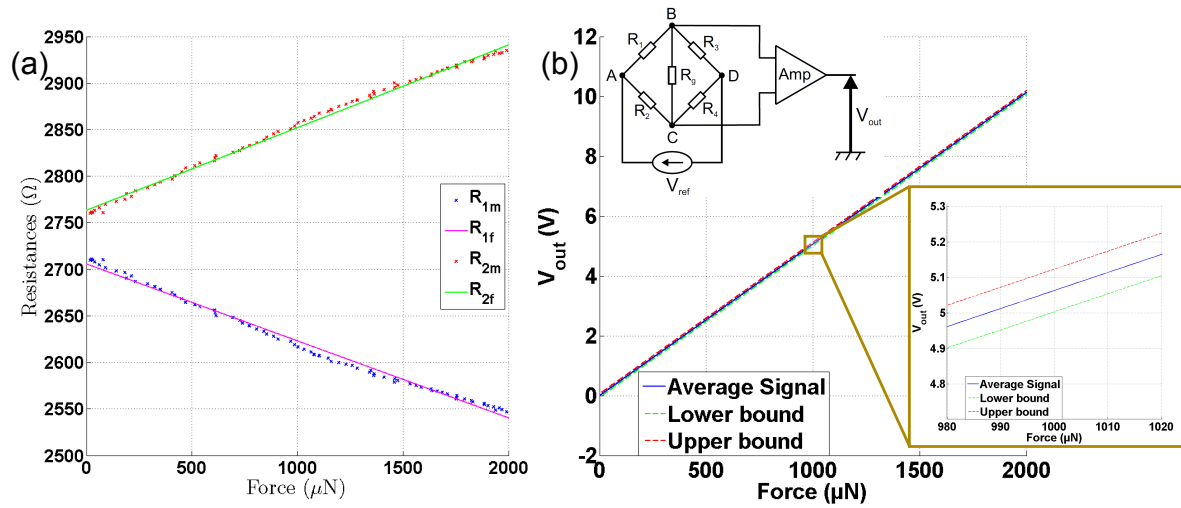 (a)
2950
2900
2850
2800
2750
2700
2650
2600
2550
2500
Resistances (Ω)
0
500
1000
1500
2000
Force (μN)
R1m
R1f
R2m
R2f
(b)
12
10
8
6
4
2
0
-2
Vout (V)
0
500
1000
1500
2000
Force (μN)
B
R1
R3
A
Rg
D
R2
R4
C
Vref
Amp
Vout
Average Signal
Lower bound
Upper bound
5.3
5.2
5.1
5
4.9
4.8
Vout (V)
980
990
1000
1010
1020
Force (μN)
Average Signal
Lower bound
Upper bound